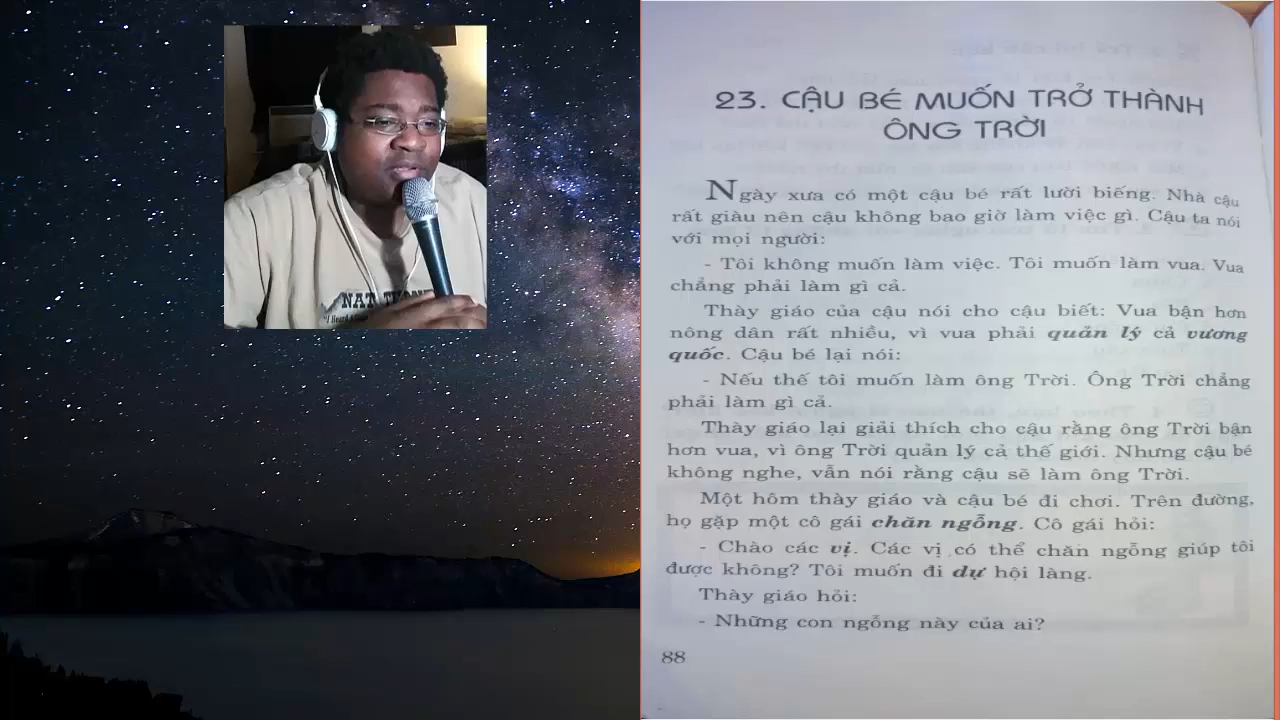 NAT TURNER
23. CẬU BÉ MUỐN TRỞ THÀNH
ÔNG TRỜI
Ngày xưa có một cậu bé rất lười biếng. Nhà cậu
rất giàu nên cậu không bao giờ làm việc gì. Cậu ta nói
với mọi người:
- Tôi không muốn làm việc. Tôi muốn làm vua. Vua
chẳng phải làm gì cả.
Thày giáo của cậu nói cho cậu biết: Vua bận hơn
nông dân rất nhiều, vì vua phải quản lý cả vương
quốc. Cậu bé lại nói:
- Nếu thế tôi muốn làm ông Trời. Ông Trời chẳng
phải làm gì cả.
Thày giáo lại giải thích cho cậu rằng ông Trời bận
hơn vua, vì ông Trời quản lý cả thế giới. Nhưng cậu bé
không nghe, vẫn nói rằng cậu sẽ làm ông Trời.
Một hôm thày giáo và cậu bé đi chơi. Trên đường,
họ gặp một cô gái chăn ngỗng. Cô gái hỏi:
- Chào các vị. Các vị có thể chăn ngỗng giúp tôi
được không? Tôi muốn đi dự hội làng.
Thày giáo hỏi:
- Những con ngỗng này của ai?
88